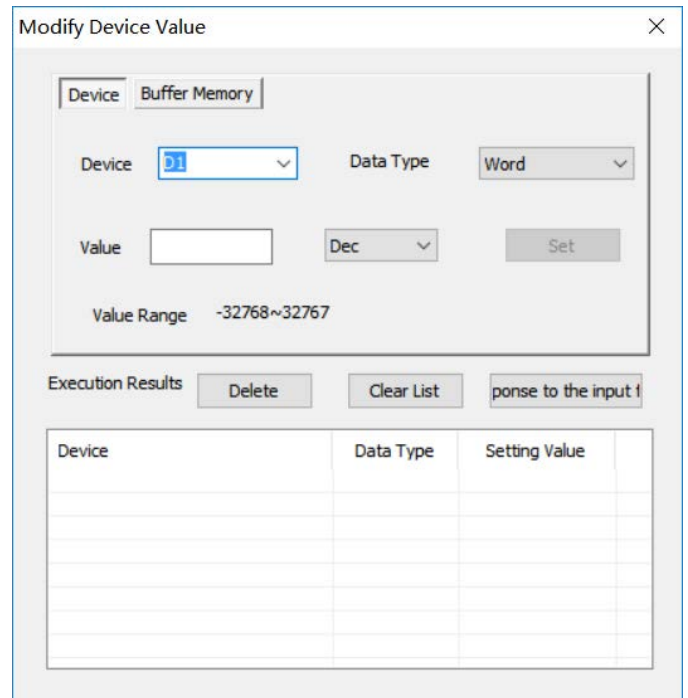 Modify Device Value
Device Buffer Memory
Device D1 Data Type Word
Value Dec Set
Value Range -32768~32767
Execution Results Delete Clear List ponse to the input
Device Data Type Setting Value